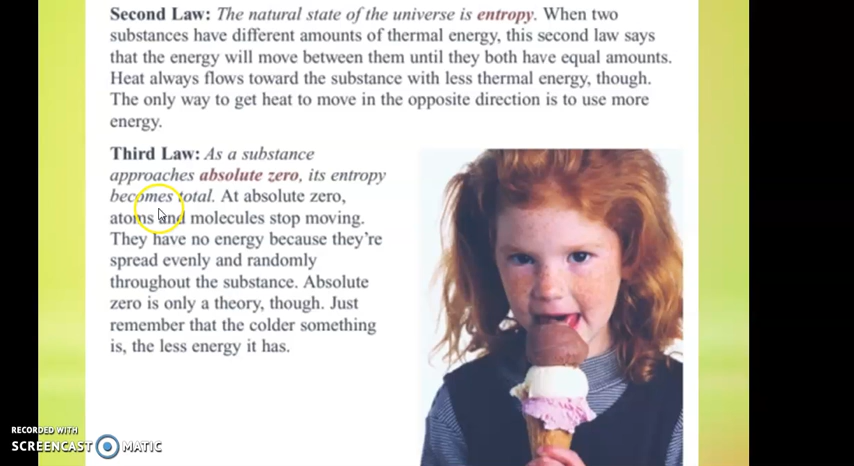 Second Law: The natural state of the universe is entropy. When two
substances have different amounts of thermal energy, this second law says
that the energy will move between them until they both have equal amounts.
Heat always flows toward the substance with less thermal energy, though.
The only way to get heat to move in the opposite direction is to use more
energy.
Third Law: As a substance
approaches absolute zero, its entropy
becomes total. At absolute zero,
atoms and molecules stop moving.
They have no energy because they're
spread evenly and randomly
throughout the substance. Absolute
zero is only a theory, though. Just
remember that the colder something
is, the less energy it has.
RECORDED WITH
SCREENCAST MATIC